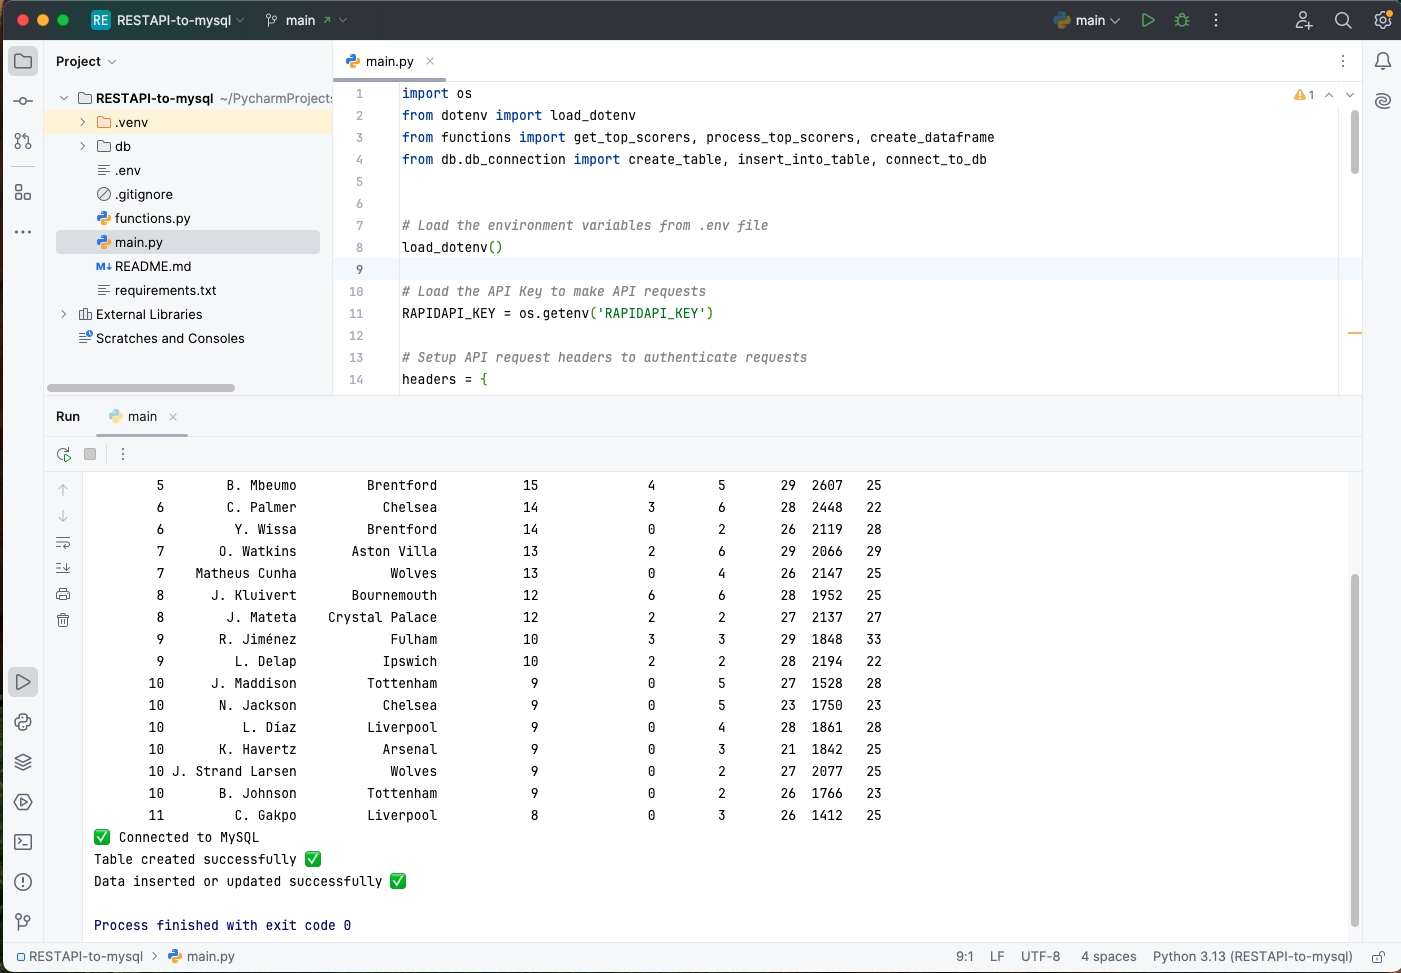 RE RESTAPI-to-mysql main main
Project
main.py
RESTAPI-to-mysql ~/PycharmProjects
.venv
db
.env
.gitignore
functions.py
main.py
M↓ README.md
requirements.txt
External Libraries
Scratches and Consoles
1 import os
2 from dotenv import load_dotenv
3 from functions import get_top_scorers, process_top_scorers, create_dataframe
4 from db.db_connection import create_table, insert_into_table, connect_to_db
5
6
7 # Load the environment variables from .env file
8 load_dotenv()
9
10 # Load the API Key to make API requests
11 RAPIDAPI_KEY = os.getenv('RAPIDAPI_KEY')
12
13 # Setup API request headers to authenticate requests
14 headers = {
1
Run main
5 B. Mbeumo Brentford 15 4 5 29 2607 25
6 C. Palmer Chelsea 14 3 6 28 2448 22
6 Y. Wissa Brentford 14 0 2 26 2119 28
7 O. Watkins Aston Villa 13 2 6 29 2066 29
7 Matheus Cunha Wolves 13 0 4 26 2147 25
8 J. Kluivert Bournemouth 12 6 6 28 1952 25
8 J. Mateta Crystal Palace 12 2 2 27 2137 27
9 R. Jiménez Fulham 10 3 3 29 1848 33
9 L. Delap Ipswich 10 2 2 28 2194 22
10 J. Maddison Tottenham 9 0 5 27 1528 28
10 N. Jackson Chelsea 9 0 5 23 1750 23
10 L. Díaz Liverpool 9 0 4 28 1861 28
10 K. Havertz Arsenal 9 0 3 21 1842 25
10 J. Strand Larsen Wolves 9 0 2 27 2077 25
10 B. Johnson Tottenham 9 0 2 26 1766 23
11 C. Gakpo Liverpool 8 0 3 26 1412 25
✅ Connected to MySQL
Table created successfully ✅
Data inserted or updated successfully ✅
Process finished with exit code 0
RESTAPI-to-mysql > main.py 9:1 LF UTF-8 4 spaces Python 3.13 (RESTAPI-to-mysql)